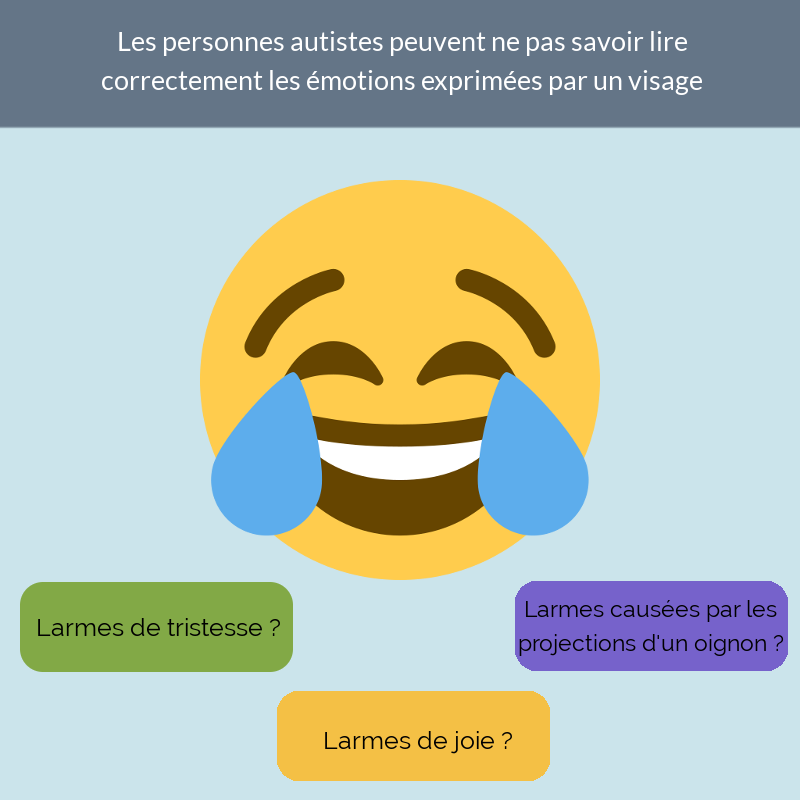 Les personnes autistes peuvent ne pas savoir lire
correctement les émotions exprimées par un visage
Larmes de tristesse ?
Larmes causées par les
projections d'un oignon ?
Larmes de joie ?